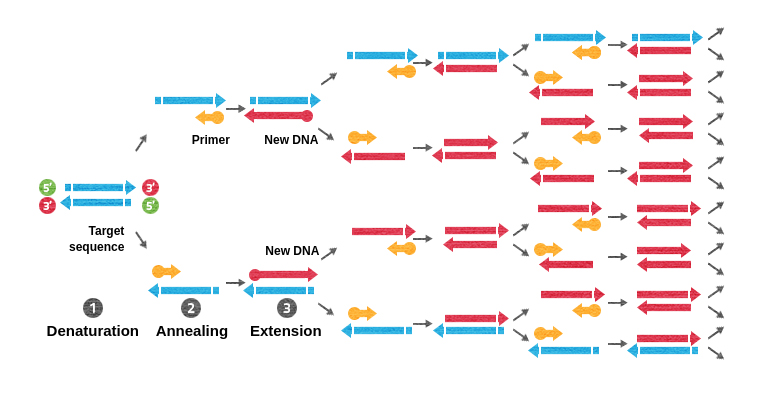 Primer
New DNA
5' 3'
3' 5'
Target
sequence
New DNA
1 2 3
Denaturation Annealing Extension